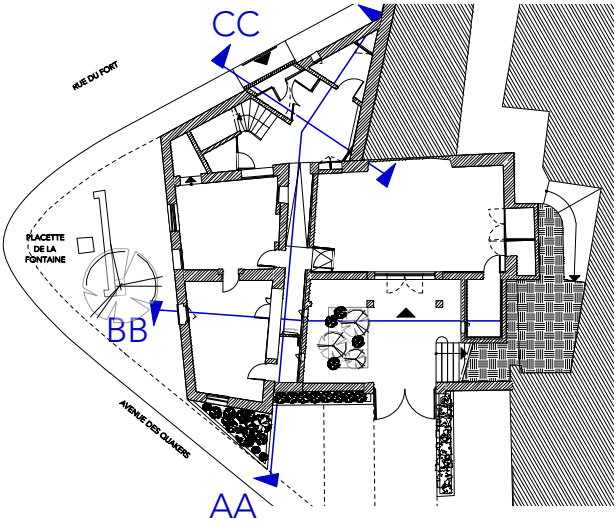 CC
RUE DU FORT
PLACETTE
DE LA
FONTAINE
BB
AVENUE DES QUAKERS
AA